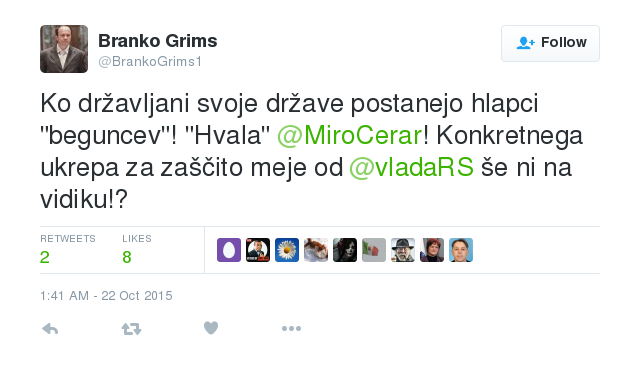 Branko Grims
@BrankoGrims1
Follow
Ko državljani svoje države postanejo hlapci
"beguncev"! "Hvala" @MiroCerar! Konkretnega
ukrepa za zaščito meje od @vladaRS še ni na
vidiku!?
RETWEETS LIKES
2 8
1:41 AM - 22 Oct 2015